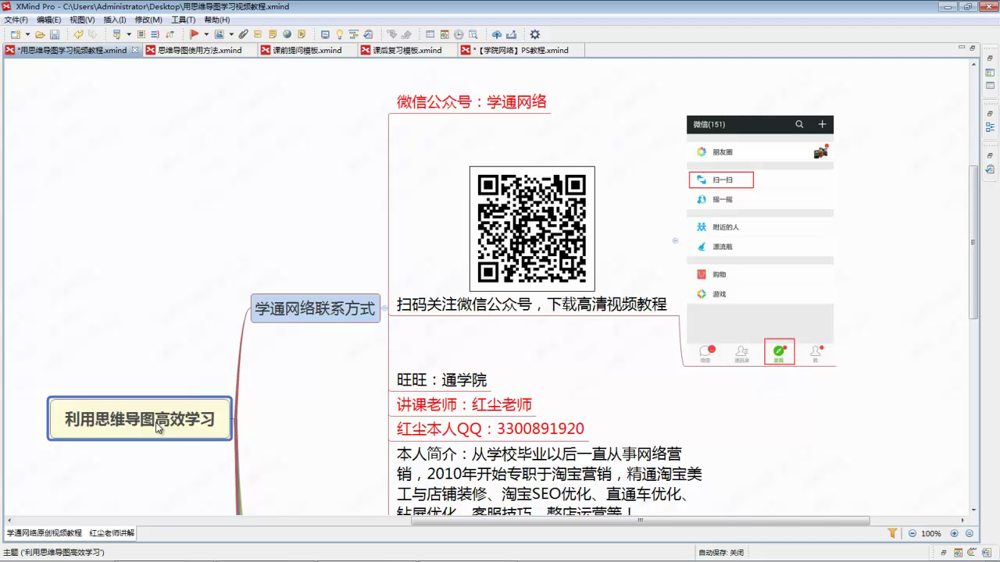 XMind Pro - C:\Users\Administrator\Desktop\用思维导图学习视频教程.xmind
文件(F) 编辑(E) 视图(V) 插入(I) 修改(M) 工具(T) 帮助(H)
*用思维导图学习视频教程.xmind 思维导图使用方法.xmind 课前提问模板.xmind 课后复习模板.xmind *【学院网络】PS教程.xmind
微信公众号：学通网络
微信(151)
朋友圈
扫一扫
摇一摇
附近的人
漂流瓶
购物
游戏
微信 通讯录 发现 我
扫码关注微信公众号，下载高清视频教程
学通网络联系方式
旺旺：通学院
讲课老师：红尘老师
利用思维导图高效学习
红尘本人QQ：3300891920
本人简介：从学校毕业以后一直从事网络营
销，2010年开始专职于淘宝营销，精通淘宝美
工与店铺装修、淘宝SEO优化、直通车优化、
钻展优化、客服技巧、整店运营等！
学通网络原创视频教程 红尘老师讲解
100%
主题 ('利用思维导图高效学习')
自动保存: 关闭